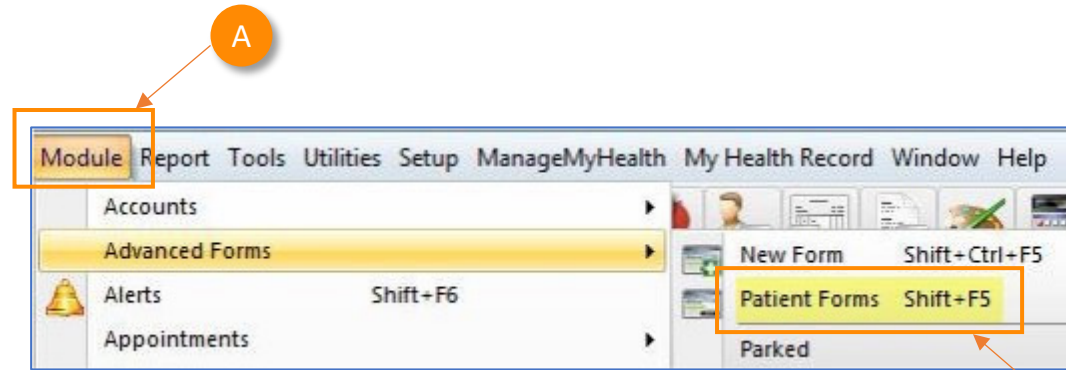 A
Module Report Tools Utilities Setup ManageMyHealth My Health Record Window Help
Accounts
Advanced Forms
New Form Shift+Ctrl+F5
Alerts Shift+F6
Patient Forms Shift+F5
Appointments
Parked